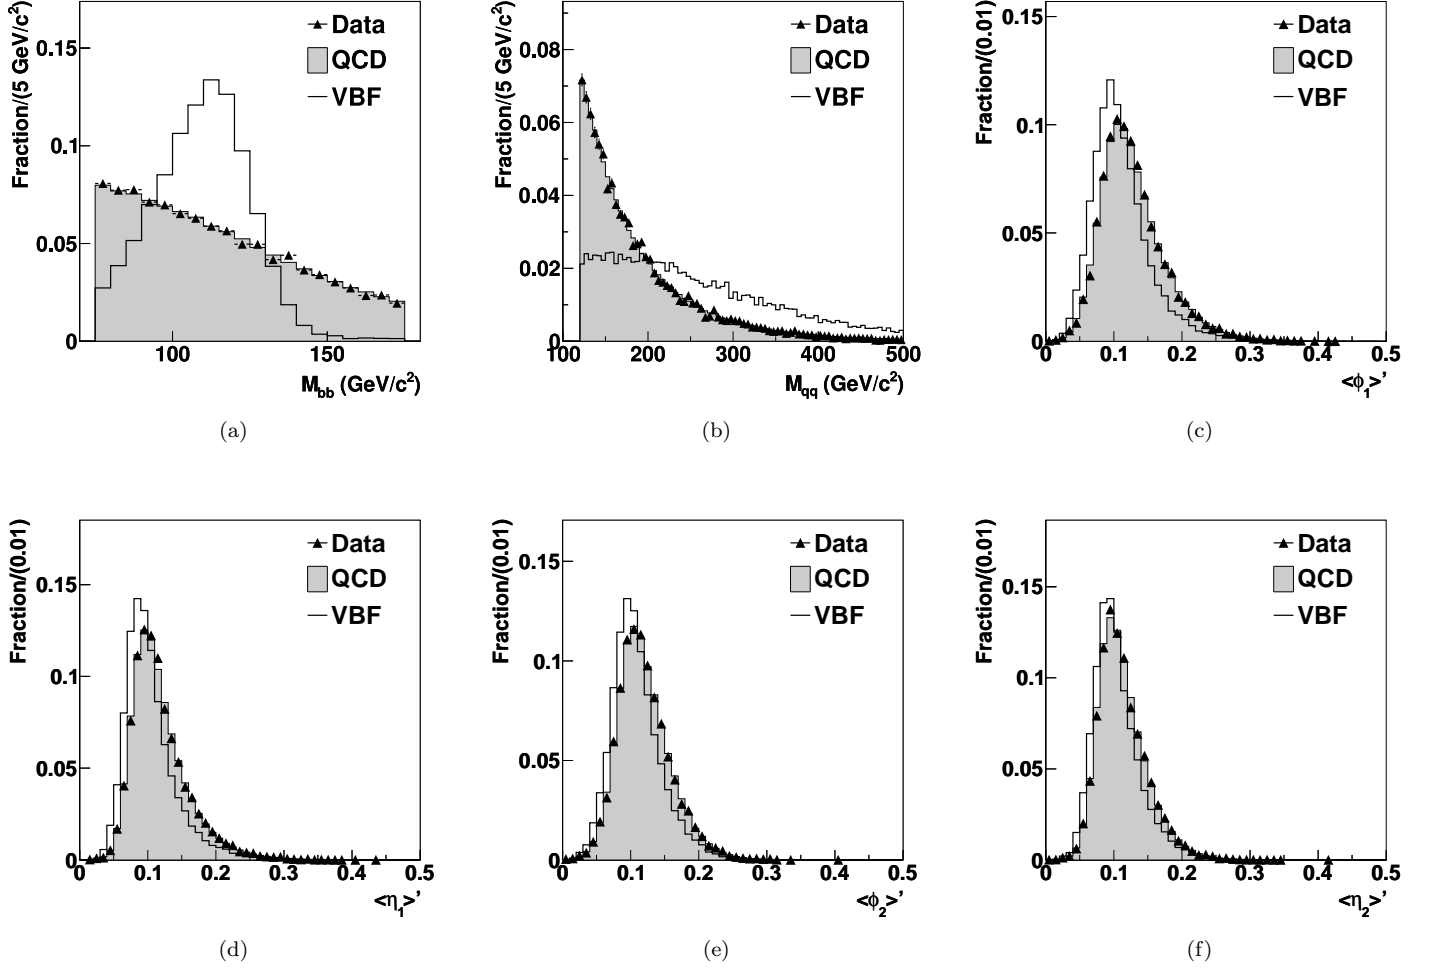 Fraction/(5 GeV/c²)
0.15
0.1
0.05
0
100
150
M_bb (GeV/c²)
Data
QCD
VBF
(a)
Fraction/(5 GeV/c²)
0.08
0.06
0.04
0.02
0
100
200
300
400
500
M_qq (GeV/c²)
Data
QCD
VBF
(b)
Fraction/(0.01)
0.15
0.1
0.05
0
0
0.1
0.2
0.3
0.4
0.5
<ϕ₁>’
Data
QCD
VBF
(c)
Fraction/(0.01)
0.15
0.1
0.05
0
0
0.1
0.2
0.3
0.4
0.5
<η₁>’
Data
QCD
VBF
(d)
Fraction/(0.01)
0.15
0.1
0.05
0
0
0.1
0.2
0.3
0.4
0.5
<ϕ₂>’
Data
QCD
VBF
(e)
Fraction/(0.01)
0.15
0.1
0.05
0
0
0.1
0.2
0.3
0.4
0.5
<η₂>’
Data
QCD
VBF
(f)